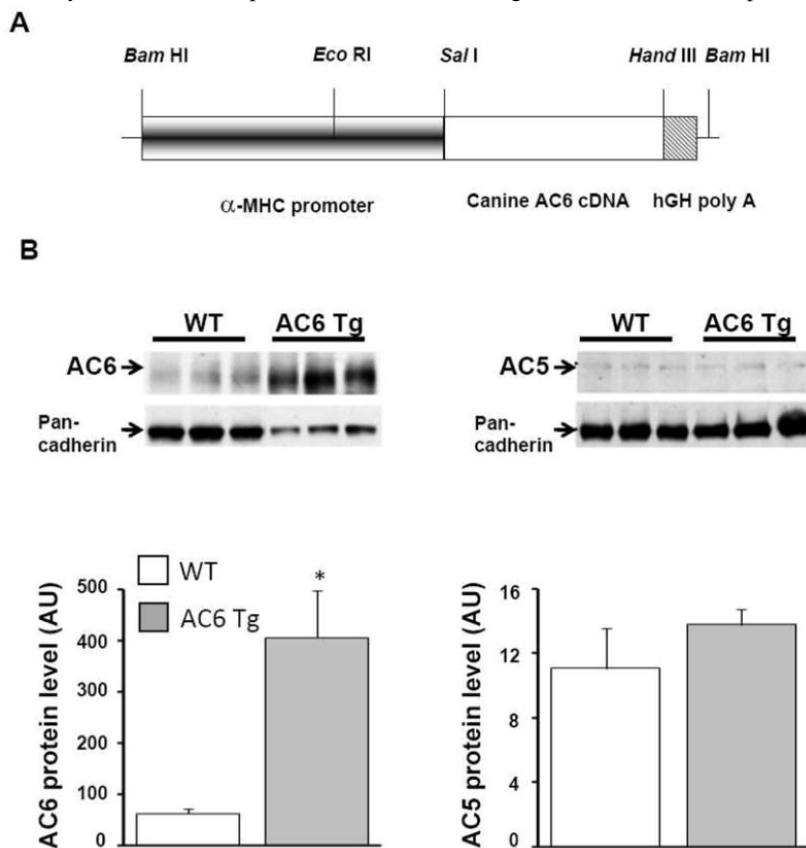 A
Bam HI Eco RI Sal I Hand III Bam HI
α-MHC promoter Canine AC6 cDNA hGH poly A
B
WT AC6 Tg
AC6
Pan-
cadherin
WT AC6 Tg
AC5
Pan-
cadherin
AC6 protein level (AU)
500
400
300
200
100
0
WT
AC6 Tg
*
AC5 protein level (AU)
16
12
8
4
0